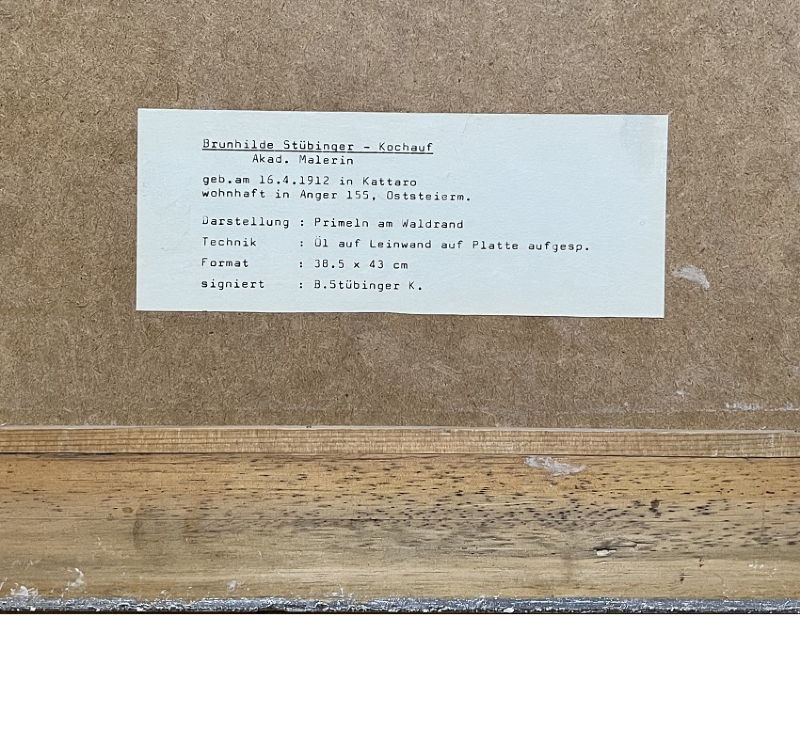 Brunhilde Stübinger - Kochauf
Akad. Malerin
geb.am 16.4.1912 in Kattaro
wohnhaft in Anger 155, Oststeierm.
Darstellung : Primeln am Waldrand
Technik : Öl auf Leinwand auf Platte aufgesp.
Format : 38.5 x 43 cm
signiert : B.Stübinger K.